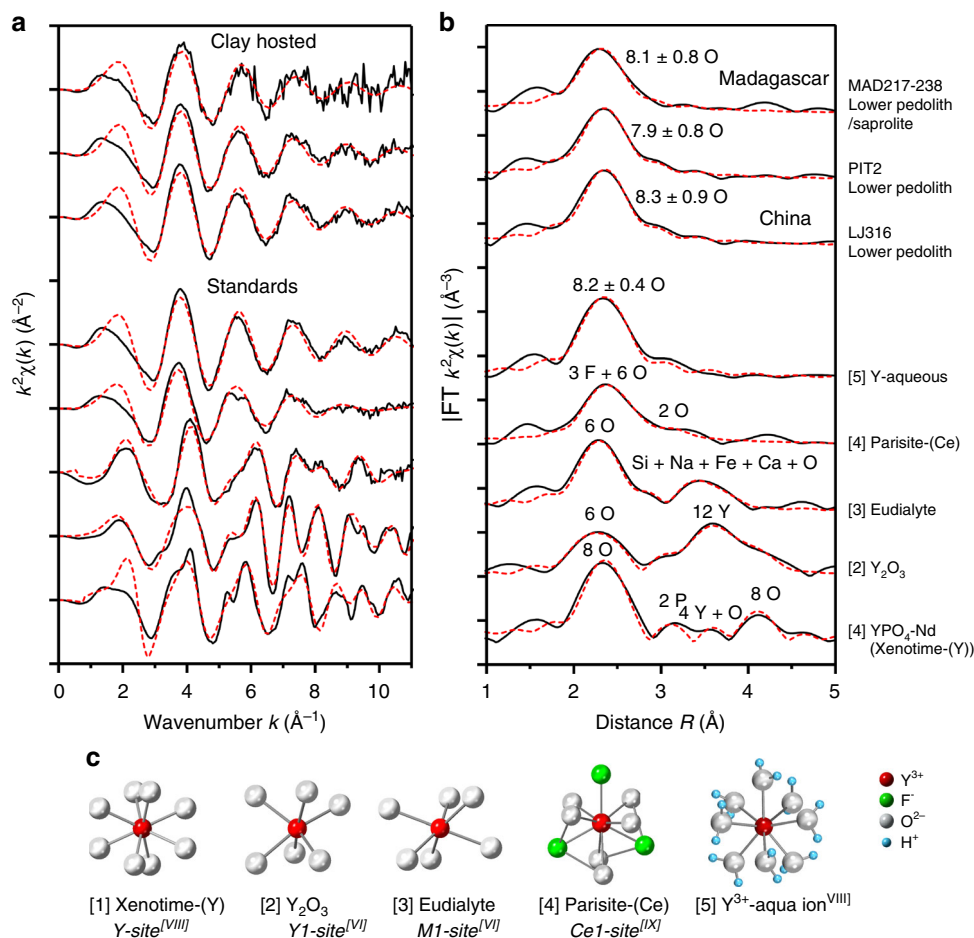 a
Clay hosted
Standards
k²χ(k) (Å⁻²)
0 2 4 6 8 10
Wavenumber k (Å⁻¹)
b
8.1 ± 0.8 O
Madagascar
7.9 ± 0.8 O
8.3 ± 0.9 O
China
8.2 ± 0.4 O
3 F + 6 O
2 O
6 O
Si + Na + Fe + Ca + O
6 O
12 Y
8 O
2 P
4 Y + O
8 O
|FT k²χ(k)| (Å⁻³)
1 2 3 4 5
Distance R (Å)
MAD217-238
Lower pedolith
/saprolite
PIT2
Lower pedolith
LJ316
Lower pedolith
[5] Y-aqueous
[4] Parisite-(Ce)
[3] Eudialyte
[2] Y₂O₃
[4] YPO₄-Nd
(Xenotime-(Y))
c
Y³⁺
F⁻
O²⁻
H⁺
[1] Xenotime-(Y)
Y-site[VIII]
[2] Y₂O₃
Y1-site[VI]
[3] Eudialyte
M1-site[VI]
[4] Parisite-(Ce)
Ce1-site[IX]
[5] Y³⁺-aqua ionVIII]